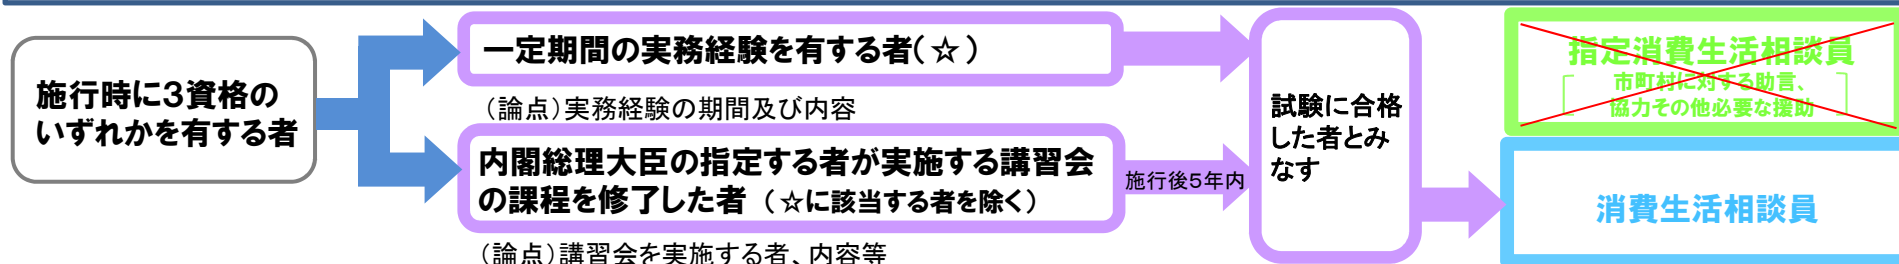 施行時に3資格の
いずれかを有する者
一定期間の実務経験を有する者(☆)
(論点)実務経験の期間及び内容
内閣総理大臣の指定する者が実施する講習会
の課程を修了した者 (☆に該当する者を除く)
(論点)講習会を実施する者、内容等
施行後5年内
試験に合格
した者とみ
なす
指定消費生活相談員
市町村に対する助言、
協力その他必要な援助
消費生活相談員